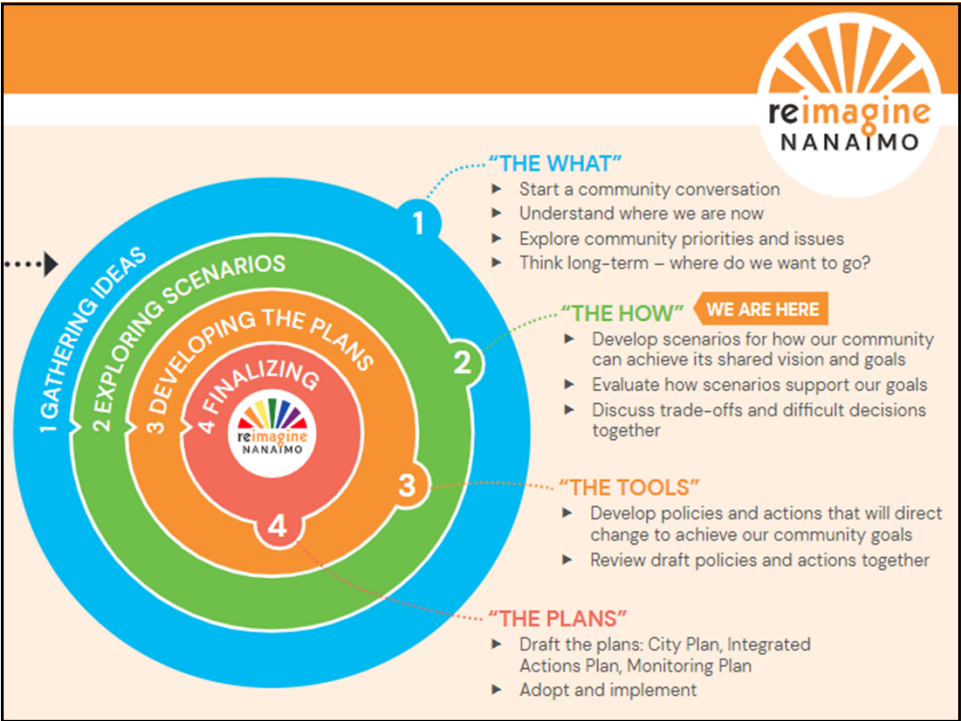 reimagine
NANAIMO
"THE WHAT"
► Start a community conversation
► Understand where we are now
► Explore community priorities and issues
► Think long-term – where do we want to go?
1
"THE HOW" WE ARE HERE
► Develop scenarios for how our community
can achieve its shared vision and goals
► Evaluate how scenarios support our goals
► Discuss trade-offs and difficult decisions
together
2
"THE TOOLS"
► Develop policies and actions that will direct
change to achieve our community goals
► Review draft policies and actions together
3
"THE PLANS"
► Draft the plans: City Plan, Integrated
Actions Plan, Monitoring Plan
► Adopt and implement
4
1 GATHERING IDEAS
2 EXPLORING SCENARIOS
3 DEVELOPING THE PLANS
4 FINALIZING
reimagine
NANAIMO